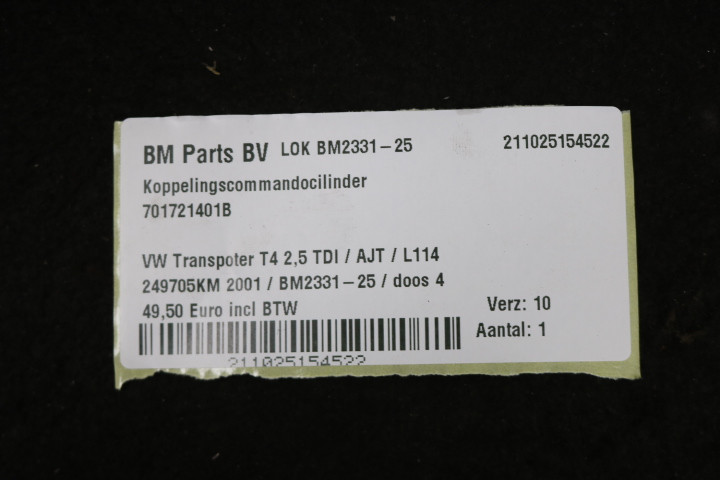 BM Parts BV LOK BM2331-25 211025154522
Koppelingscommandocilinder
701721401B
VW Transpoter T4 2,5 TDI / AJT / L114
249705KM 2001 / BM2331-25 / doos 4
49,50 Euro incl BTW
Verz: 10
Aantal: 1
211025154522